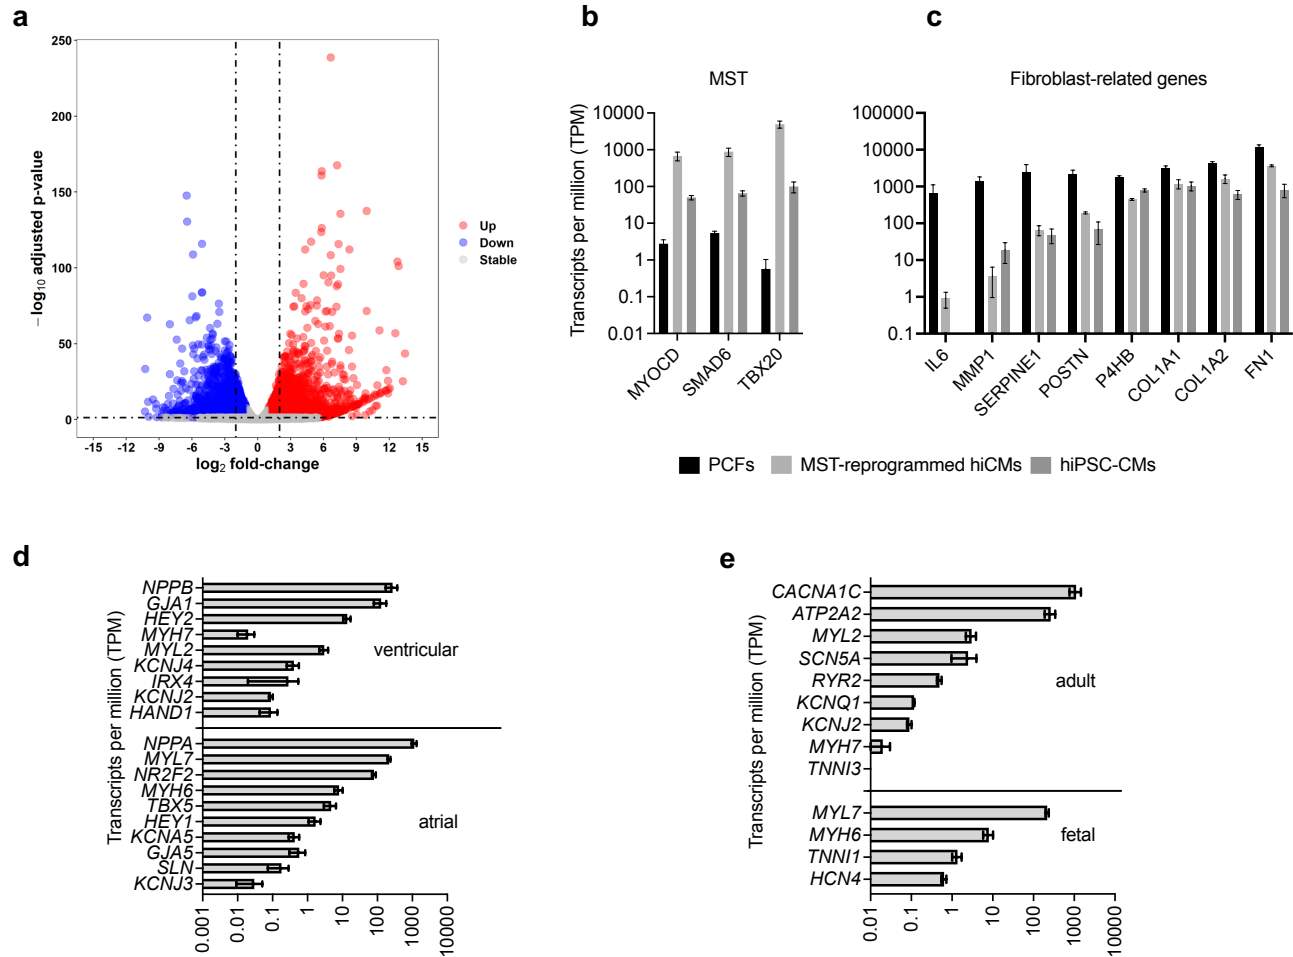 a
250
200
150
100
50
0
−log10 adjusted p-value
-15 -12 -9 -6 -3 0 3 6 9 12 15
log2 fold-change
Up
Down
Stable
b
MST
Transcripts per million (TPM)
10000
1000
100
10
1
0.1
0.01
MYOCD SMAD6 TBX20
c
Fibroblast-related genes
100000
10000
1000
100
10
1
0.1
IL6 MMP1 SERPINE1 POSTN P4HB COL1A1 COL1A2 FN1
PCFs MST-reprogrammed hiCMs hiPSC-CMs
d
Transcripts per million (TPM)
NPPB
GJA1
HEY2
MYH7
MYL2
KCNJ4
IRX4
KCNJ2
HAND1
ventricular
NPPA
MYL7
NR2F2
MYH6
TBX5
HEY1
KCNA5
GJA5
SLN
KCNJ3
atrial
0.001 0.01 0.1 1 10 100 1000 10000
e
Transcripts per million (TPM)
CACNA1C
ATP2A2
MYL2
SCN5A
RYR2
KCNQ1
KCNJ2
MYH7
TNNI3
adult
MYL7
MYH6
TNNI1
HCN4
fetal
0.01 0.1 1 10 100 1000 10000